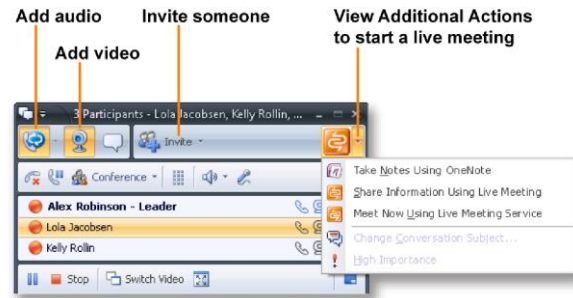 Add audio
Invite someone
View Additional Actions
to start a live meeting
Add video
3 Participants - Lola Jacobsen, Kelly Rollin, ...
Invite
Conference
Take Notes Using OneNote
Share Information Using Live Meeting
Meet Now Using Live Meeting Service
Change Conversation Subject...
High Importance
Alex Robinson - Leader
Lola Jacobsen
Kelly Rollin
Stop
Switch Video